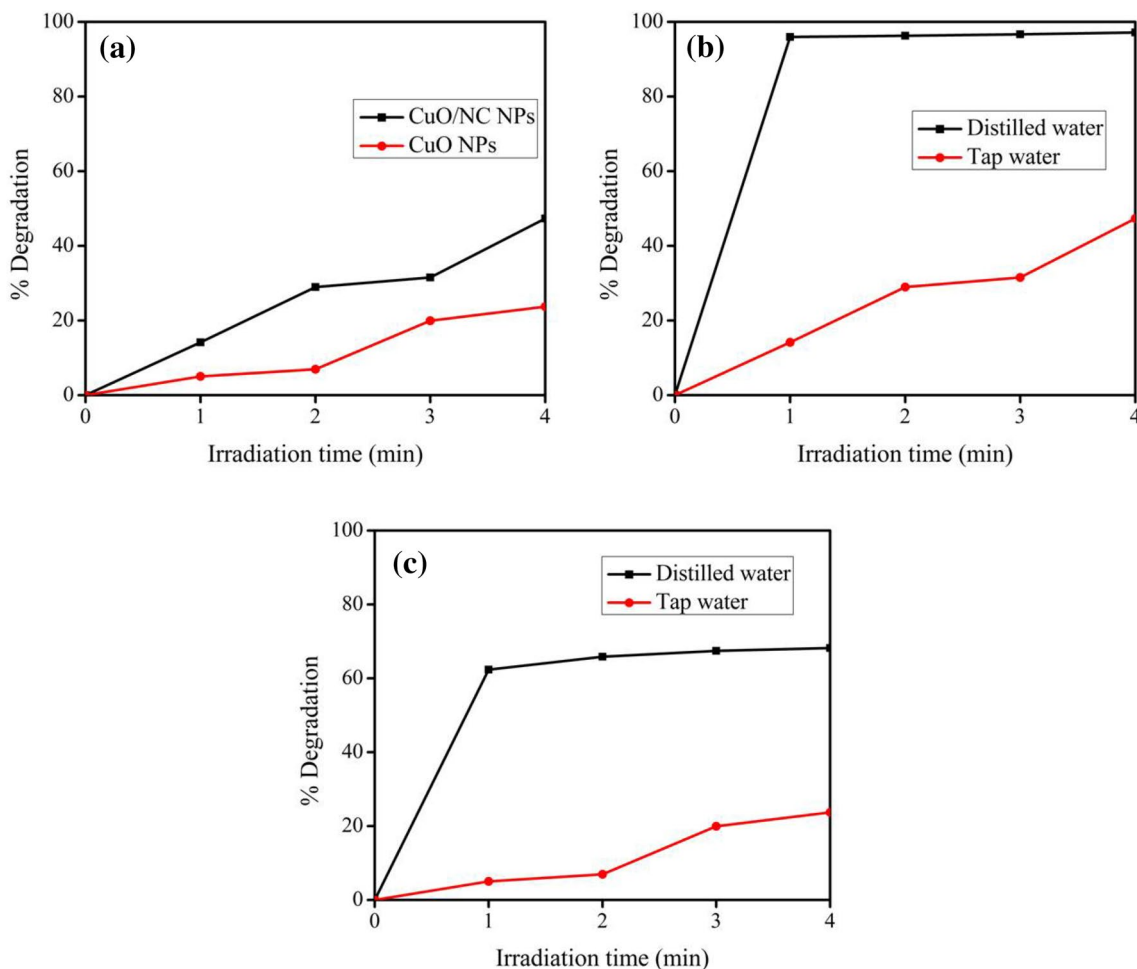 (a)
CuO/NC NPs
CuO NPs
% Degradation
100
80
60
40
20
0
0 1 2 3 4
Irradiation time (min)
(b)
Distilled water
Tap water
% Degradation
100
80
60
40
20
0
0 1 2 3 4
Irradiation time (min)
(c)
Distilled water
Tap water
% Degradation
100
80
60
40
20
0
0 1 2 3 4
Irradiation time (min)